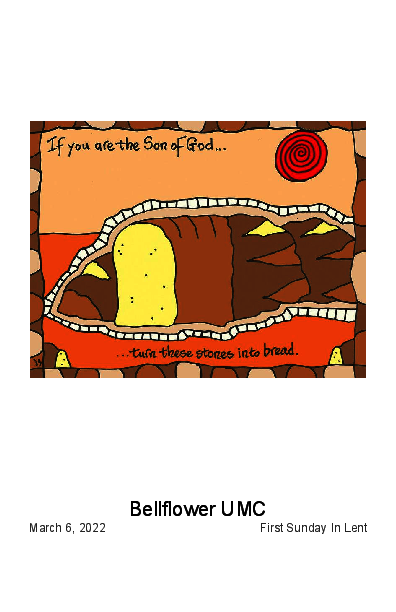 If you are the Son of God...
...turn these stones into bread.
Bellflower UMC
March 6, 2022 First Sunday In Lent